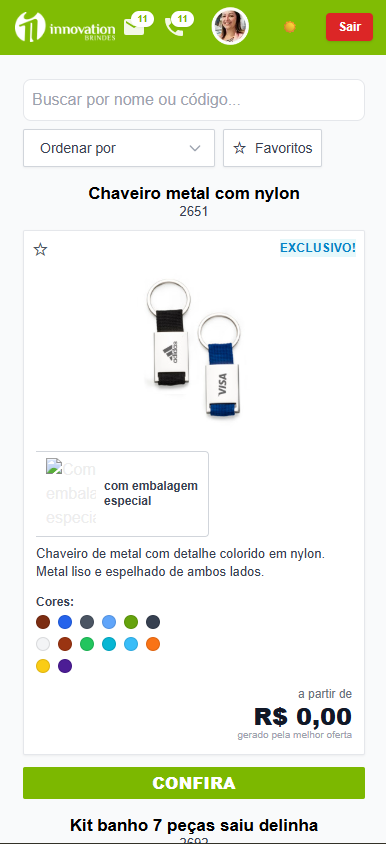 innovation
BRINDES
11
11
Sair
Buscar por nome ou código...
Ordenar por
Favoritos
Chaveiro metal com nylon
2651
EXCLUSIVO!
adidas
VISA
Com
embalagem
especial
com embalagem
especial
Chaveiro de metal com detalhe colorido em nylon.
Metal liso e espelhado de ambos lados.
Cores:
a partir de
R$ 0,00
gerado pela melhor oferta
CONFIRA
Kit banho 7 peças saiu delinha
2692